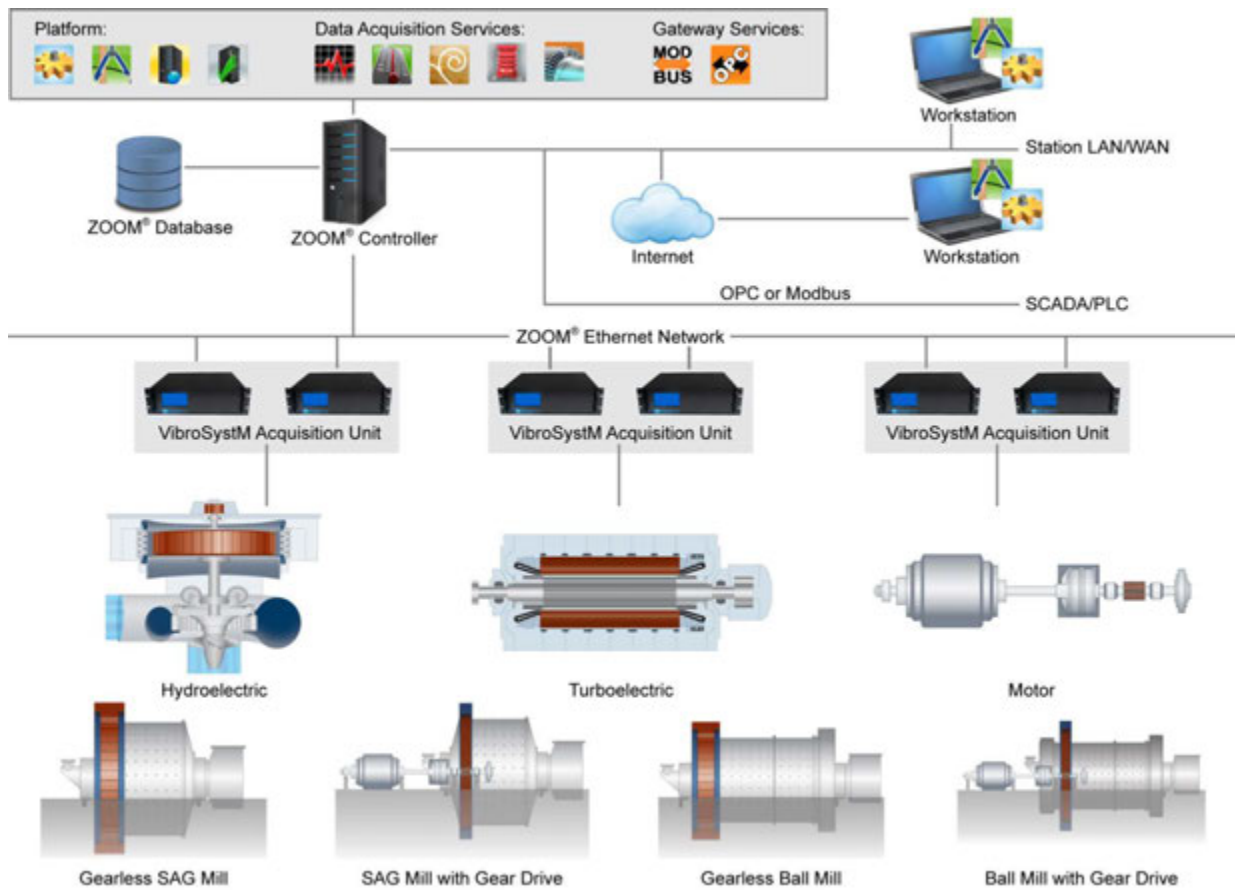 Platform:
Data Acquisition Services:
Gateway Services:
MOD
BUS
OPC
Workstation
Station LAN/WAN
ZOOM® Database
ZOOM® Controller
Internet
Workstation
OPC or Modbus
SCADA/PLC
ZOOM® Ethernet Network
VibroSystM Acquisition Unit
VibroSystM Acquisition Unit
VibroSystM Acquisition Unit
Hydroelectric
Turboelectric
Motor
Gearless SAG Mill
SAG Mill with Gear Drive
Gearless Ball Mill
Ball Mill with Gear Drive